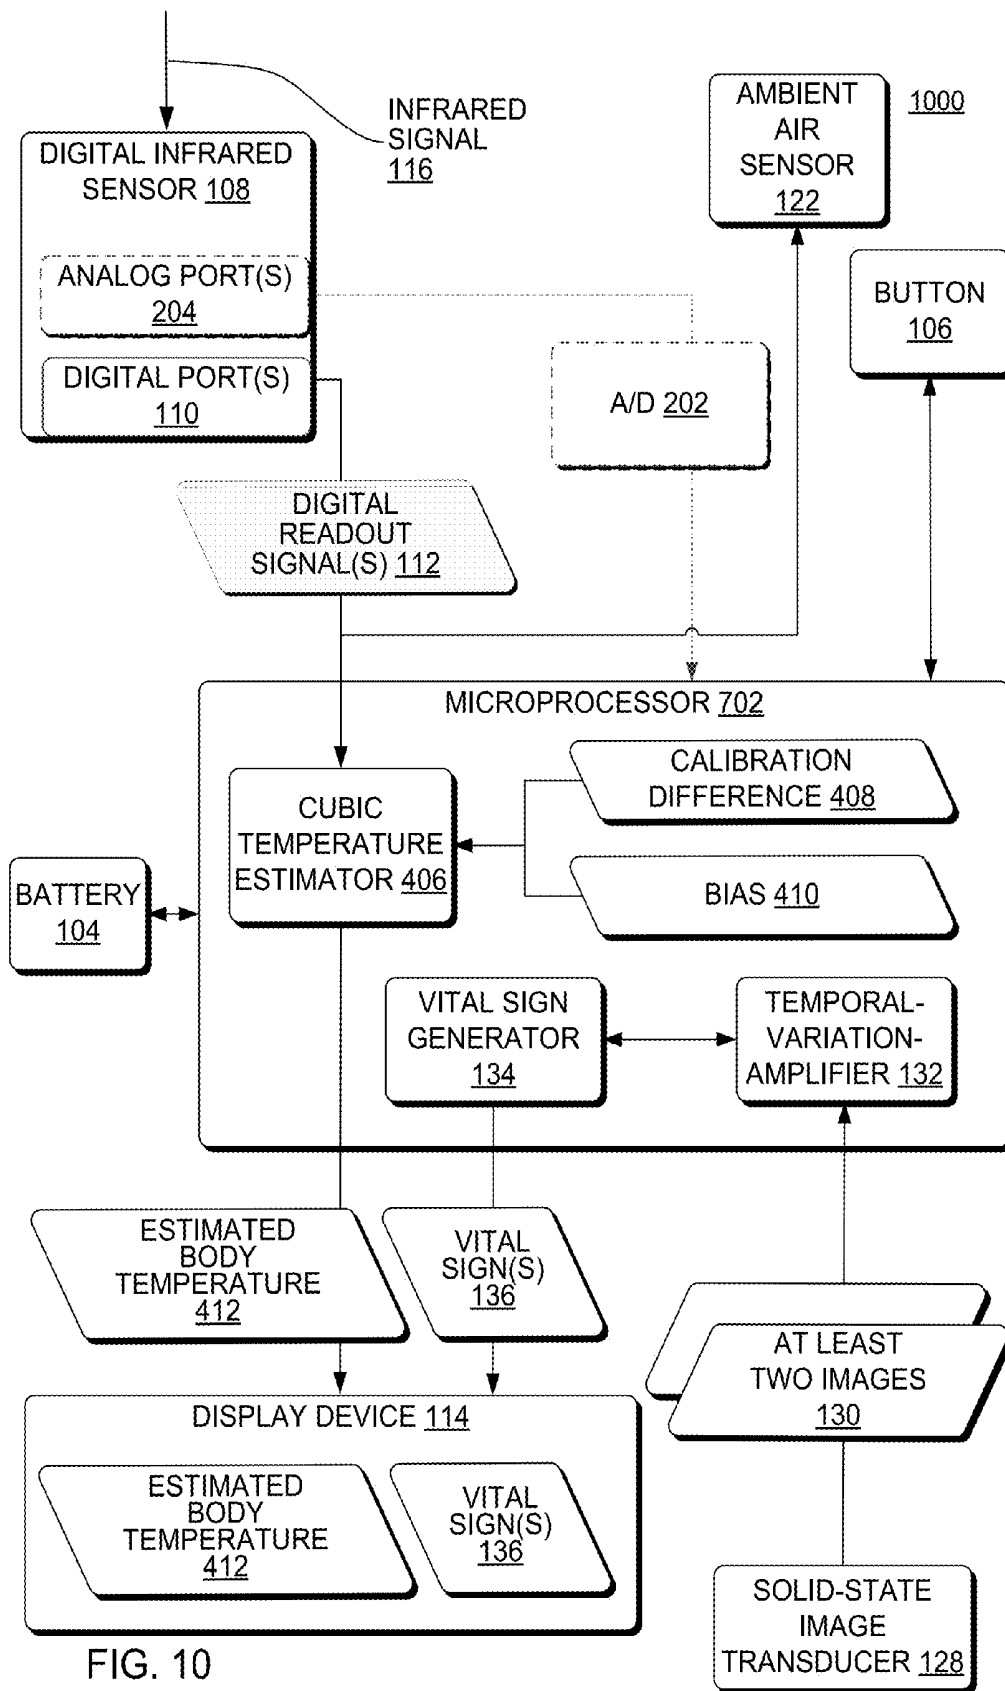 INFRARED
SIGNAL
116
AMBIENT
AIR
SENSOR
122
1000
DIGITAL INFRARED
SENSOR 108
ANALOG PORT(S)
204
DIGITAL PORT(S)
110
A/D 202
BUTTON
106
DIGITAL
READOUT
SIGNAL(S) 112
MICROPROCESSOR 702
CUBIC
TEMPERATURE
ESTIMATOR 406
CALIBRATION
DIFFERENCE 408
BIAS 410
BATTERY
104
VITAL SIGN
GENERATOR
134
TEMPORAL-
VARIATION-
AMPLIFIER 132
ESTIMATED
BODY
TEMPERATURE
412
VITAL
SIGN(S)
136
AT LEAST
TWO IMAGES
130
DISPLAY DEVICE 114
ESTIMATED
BODY
TEMPERATURE
412
VITAL
SIGN(S)
136
SOLID-STATE
IMAGE
TRANSDUCER 128
FIG. 10